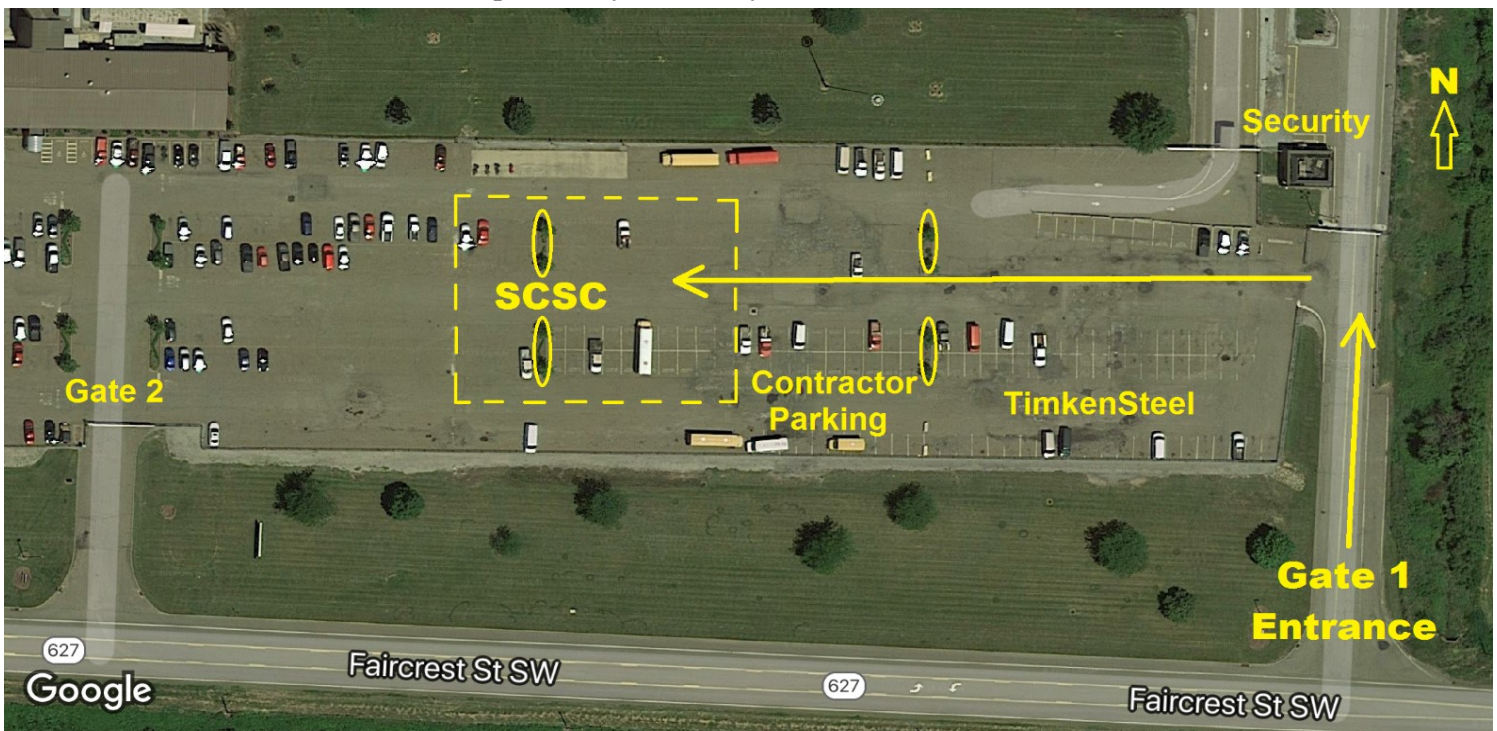 N
Security
SCSC
Gate 2
Contractor
Parking
TimkenSteel
Gate 1
Entrance
627
Faircrest St SW
627
Faircrest St SW
Google